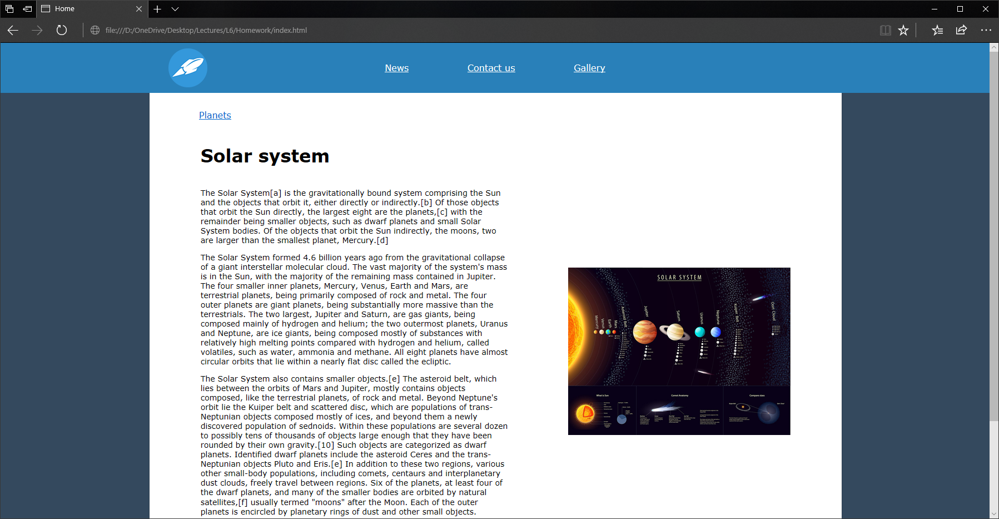 Home
file:///D:/OneDrive/Desktop/Lectures/L6/Homework/index.html
News
Contact us
Gallery
Planets
Solar system
The Solar System[a] is the gravitationally bound system comprising the Sun
and the objects that orbit it, either directly or indirectly.[b] Of those objects
that orbit the Sun directly, the largest eight are the planets,[c] with the
remainder being smaller objects, such as dwarf planets and small Solar
System bodies. Of the objects that orbit the Sun indirectly, the moons, two
are larger than the smallest planet, Mercury.[d]
The Solar System formed 4.6 billion years ago from the gravitational collapse
of a giant interstellar molecular cloud. The vast majority of the system's mass
is in the Sun, with the majority of the remaining mass contained in Jupiter.
The four smaller inner planets, Mercury, Venus, Earth and Mars, are
terrestrial planets, being primarily composed of rock and metal. The four
outer planets are giant planets, being substantially more massive than the
terrestrials. The two largest, Jupiter and Saturn, are gas giants, being
composed mainly of hydrogen and helium; the two outermost planets, Uranus
and Neptune, are ice giants, being composed mostly of substances with
relatively high melting points compared with hydrogen and helium, called
volatiles, such as water, ammonia and methane. All eight planets have almost
circular orbits that lie within a nearly flat disc called the ecliptic.
The Solar System also contains smaller objects.[e] The asteroid belt, which
lies between the orbits of Mars and Jupiter, mostly contains objects
composed, like the terrestrial planets, of rock and metal. Beyond Neptune's
orbit lie the Kuiper belt and scattered disc, which are populations of trans-
Neptunian objects composed mostly of ices, and beyond them a newly
discovered population of sednoids. Within these populations are several dozen
to possibly tens of thousands of objects large enough that they have been
rounded by their own gravity.[10] Such objects are categorized as dwarf
planets. Identified dwarf planets include the asteroid Ceres and the trans-
Neptunian objects Pluto and Eris.[e] In addition to these two regions, various
other small-body populations, including comets, centaurs and interplanetary
dust clouds, freely travel between regions. Six of the planets, at least four of
the dwarf planets, and many of the smaller bodies are orbited by natural
satellites,[f] usually termed "moons" after the Moon. Each of the outer
planets is encircled by planetary rings of dust and other small objects.
SOLAR SYSTEM
Mercury
Venus
Earth
Mars
Asteroid Belt
Jupiter
Saturn
Uranus
Neptune
Kuiper Belt
Oort Cloud
What is Sun
Comet Anatomy
Compare sizes